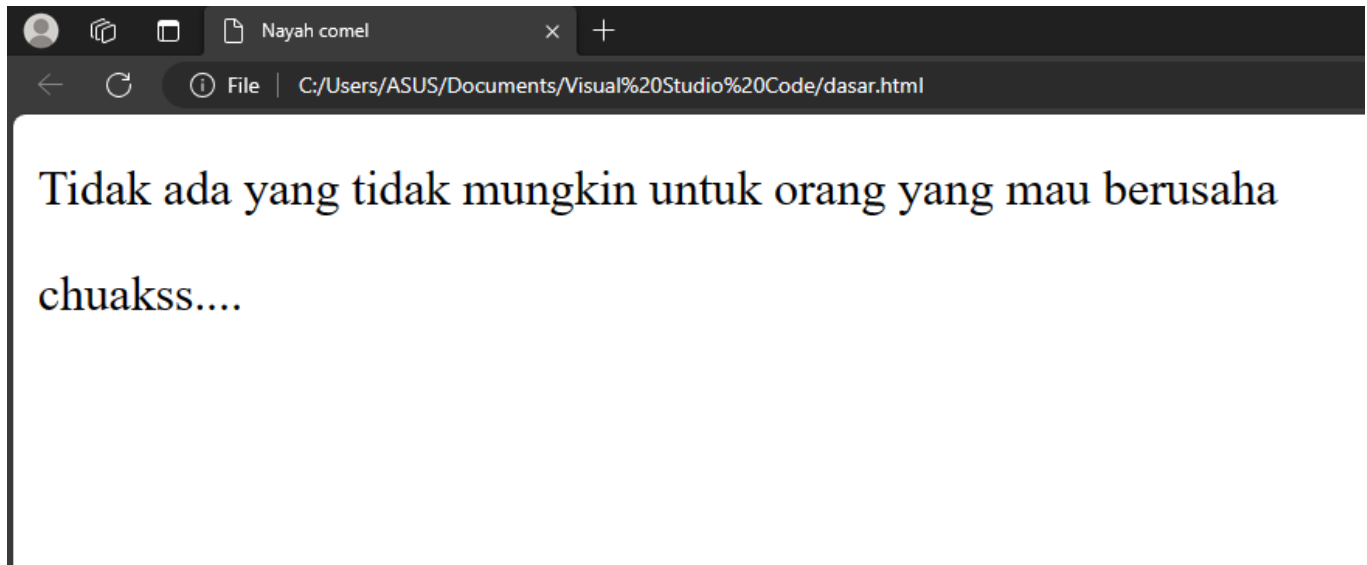 Nayah comel
File C:/Users/ASUS/Documents/Visual%20Studio%20Code/dasar.html
Tidak ada yang tidak mungkin untuk orang yang mau berusaha
chuakss....